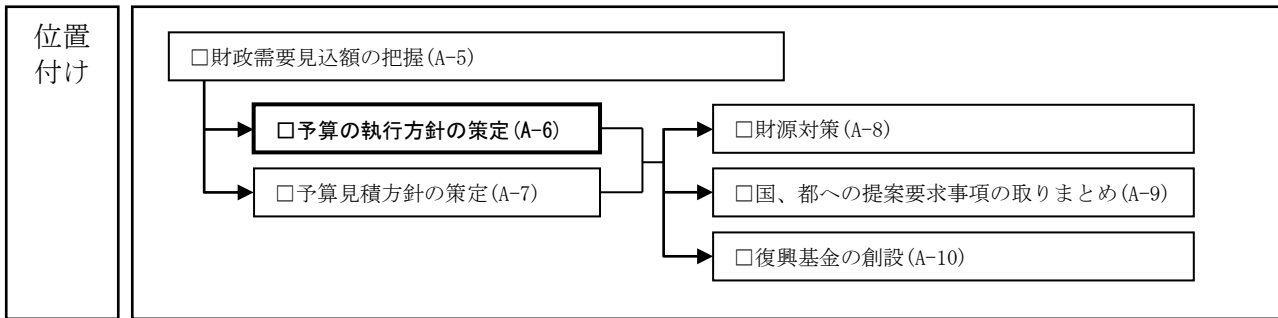 位置
付け
□財政需要見込額の把握(A-5)
□予算の執行方針の策定(A-6)
□予算見積方針の策定(A-7)
□財源対策(A-8)
□国、都への提案要求事項の取りまとめ(A-9)
□復興基金の創設(A-10)